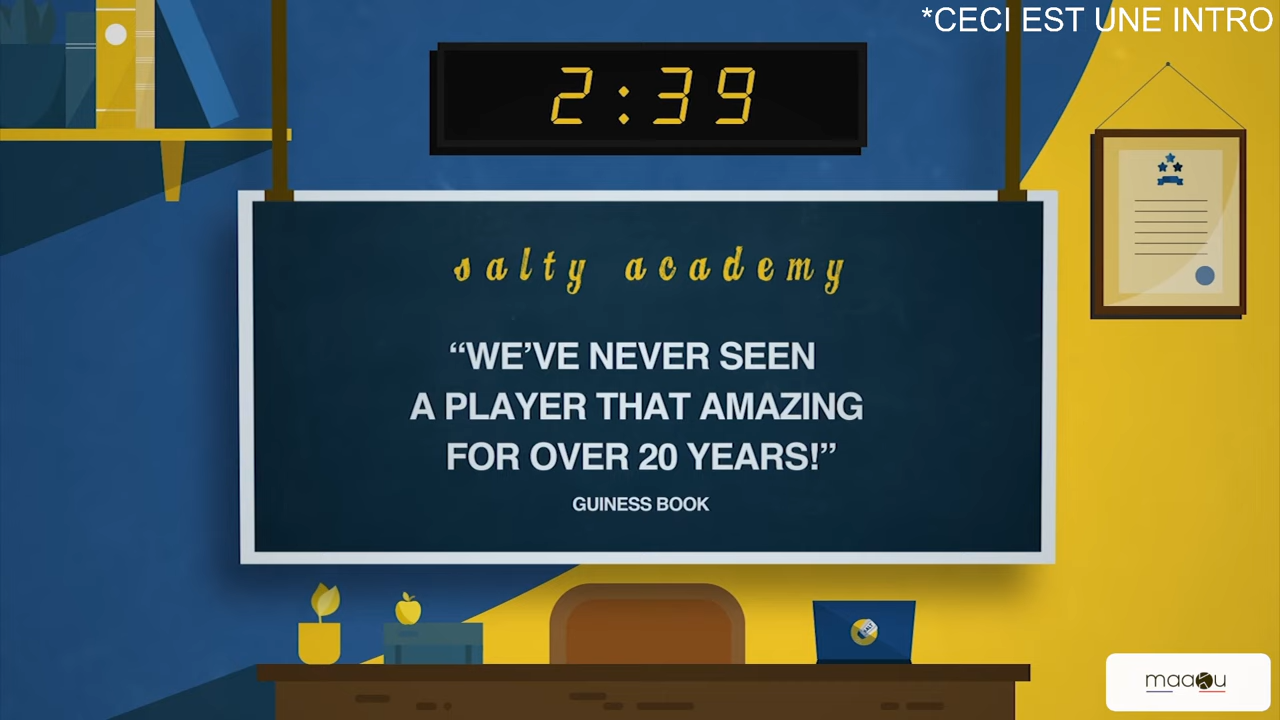 *CECI EST UNE INTRO
2:39
salty academy
“WE’VE NEVER SEEN
A PLAYER THAT AMAZING
FOR OVER 20 YEARS!”
GUINESS BOOK
maaku